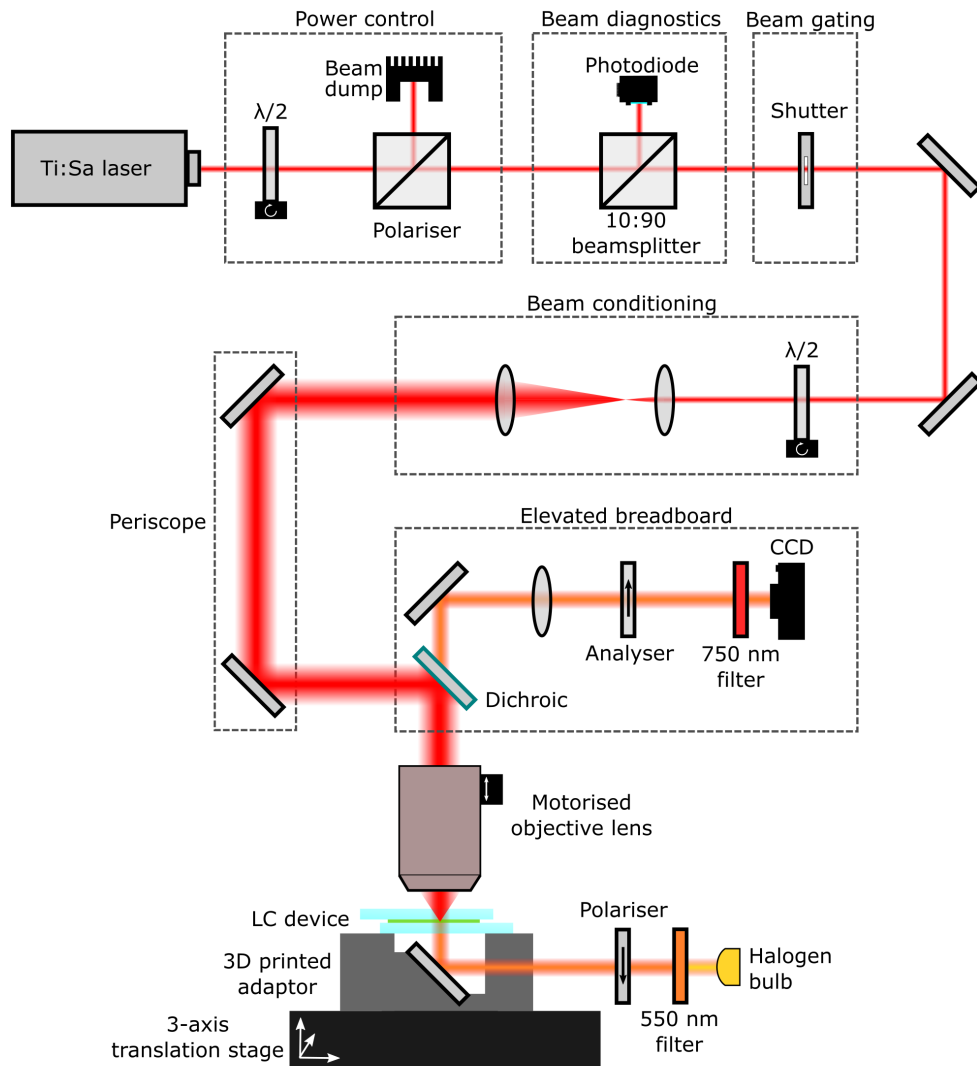 Power control
Beam diagnostics
Beam gating
Beam
dump
Photodiode
λ/2
Shutter
Ti:Sa laser
Polariser
10:90
beamsplitter
Beam conditioning
λ/2
Periscope
Elevated breadboard
CCD
Analyser
750 nm
filter
Dichroic
Motorised
objective lens
LC device
Polariser
3D printed
adaptor
Halogen
bulb
550 nm
filter
3-axis
translation stage